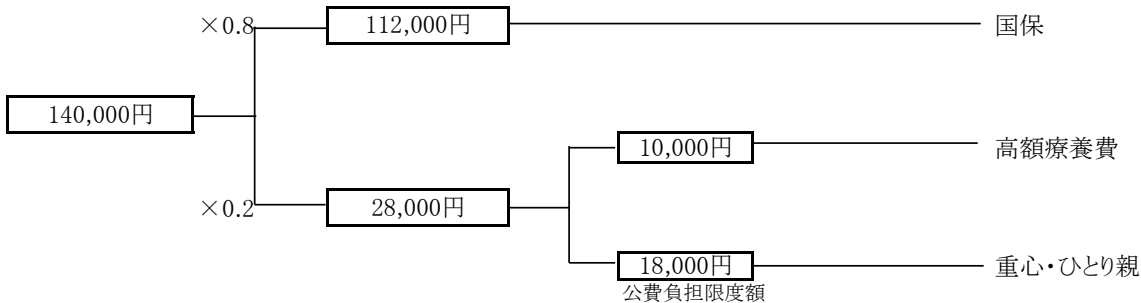 ×0.8
112,000円
国保
140,000円
10,000円
高額療養費
×0.2
28,000円
18,000円
重心・ひとり親
公費負担限度額